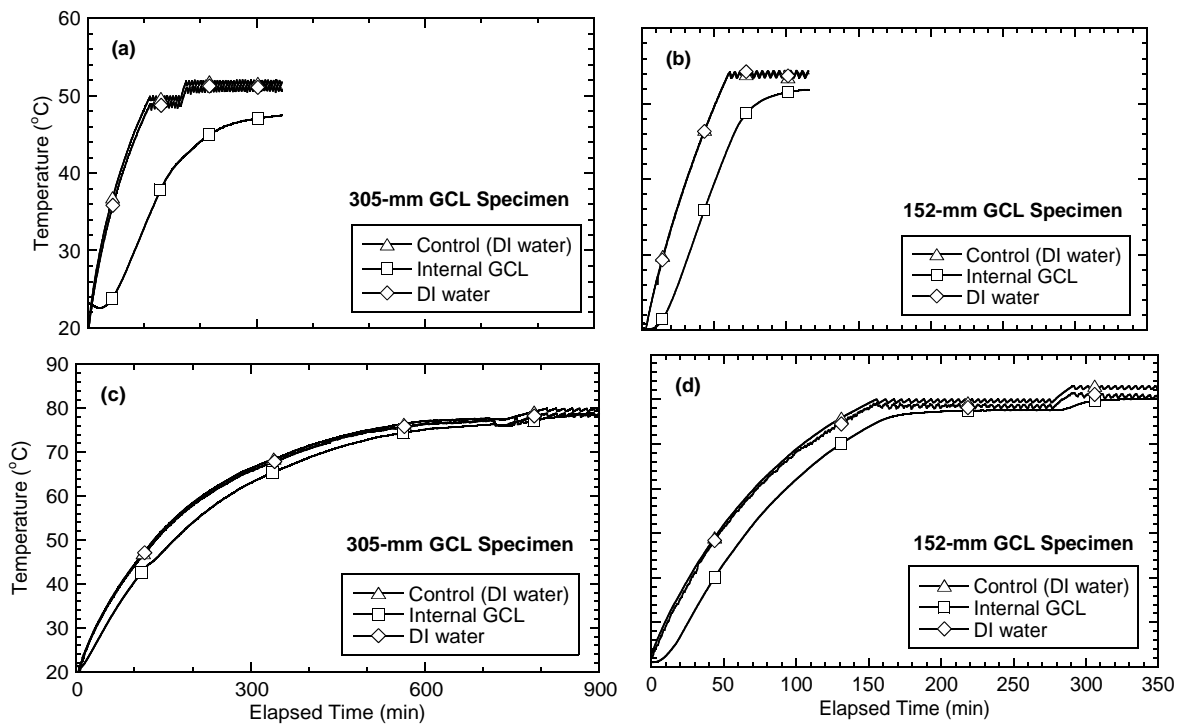 60
50
40
30
20
Temperature (°C)
(a)
305-mm GCL Specimen
Control (DI water)
Internal GCL
DI water
(b)
152-mm GCL Specimen
Control (DI water)
Internal GCL
DI water
90
80
70
60
50
40
30
20
Temperature (°C)
(c)
305-mm GCL Specimen
Control (DI water)
Internal GCL
DI water
0 300 600 900
Elapsed Time (min)
(d)
152-mm GCL Specimen
Control (DI water)
Internal GCL
DI water
0 50 100 150 200 250 300 350
Elapsed Time (min)